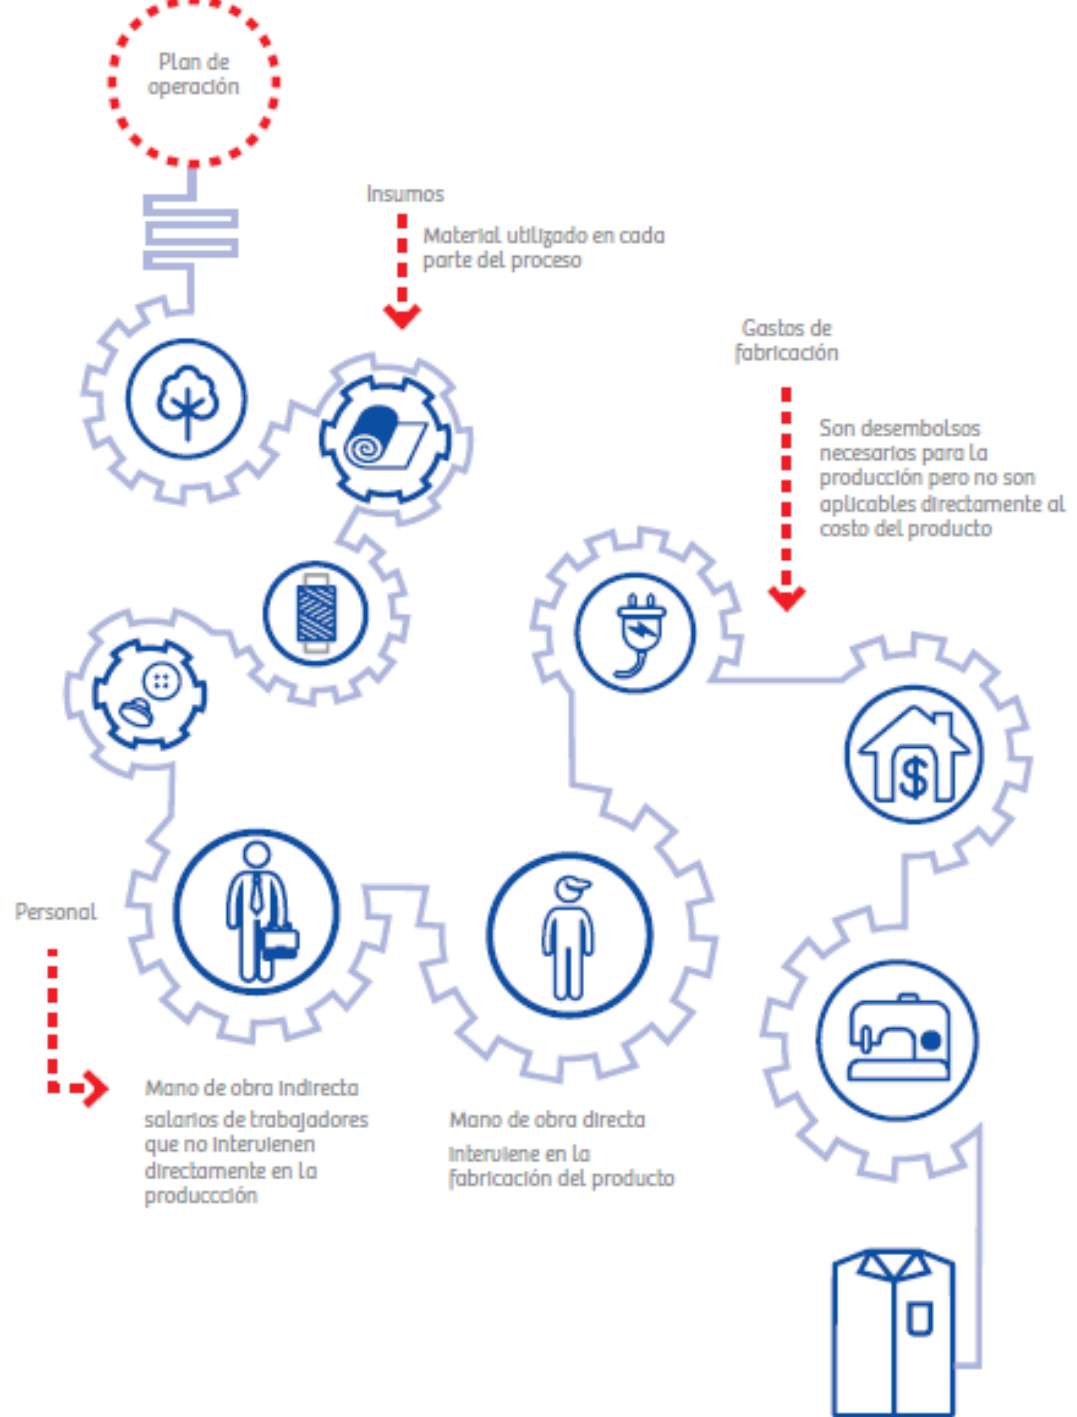 Plan de
operación
Insumos
Material utilizado en cada
parte del proceso
Gastos de
fabricación
Son desembolsos
necesarios para la
producción pero no son
aplicables directamente al
costo del producto
$
Personal
Mano de obra indirecta
salarios de trabajadores
que no intervienen
directamente en la
produccción
Mano de obra directa
interviene en la
fabricación del producto